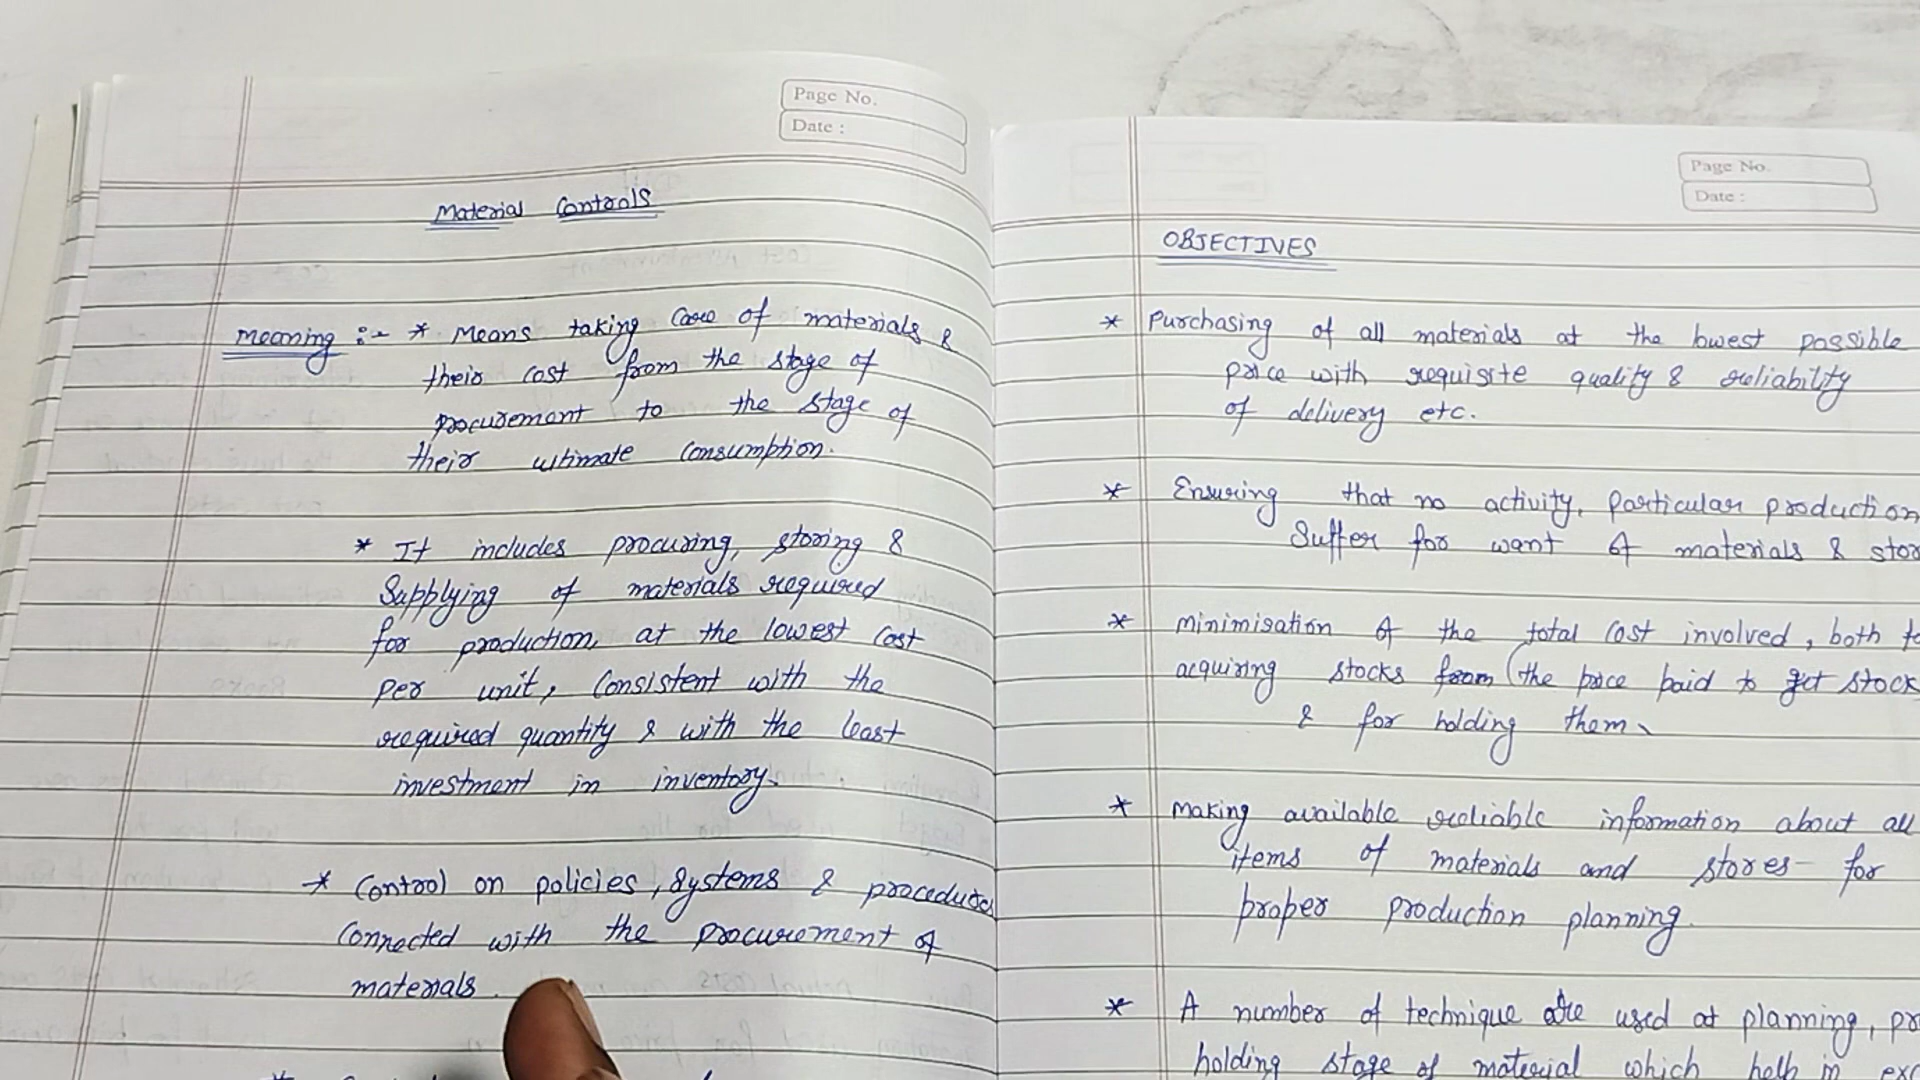 Page No.
Date :
Material Controls
Meaning :- * Means taking Care of materials &
their cost from the stage of
procurement to the stage of
their ultimate Consumption.
* It includes procuring, storing &
Supplying of materials required
for production, at the lowest Cost
Per unit, Consistent with the
required quantity & with the least
investment in inventory.
* Control on policies, Systems & procedures
Connected with the procurement of
materials.
Page No.
Date :
OBJECTIVES
* Purchasing of all materials at the lowest possible
price with requisite quality & reliability
of delivery etc.
* Ensuring that no activity, Particular production
Suffer for want of materials & stor
* minimisation of the total Cost involved, both fo
acquiring stocks from (the price paid to get stock
& for holding them.
* Making available reliable information about all
items of materials and stores for
proper production planning.
* A number of technique are used at planning, pro
holding stage of material which help in exc